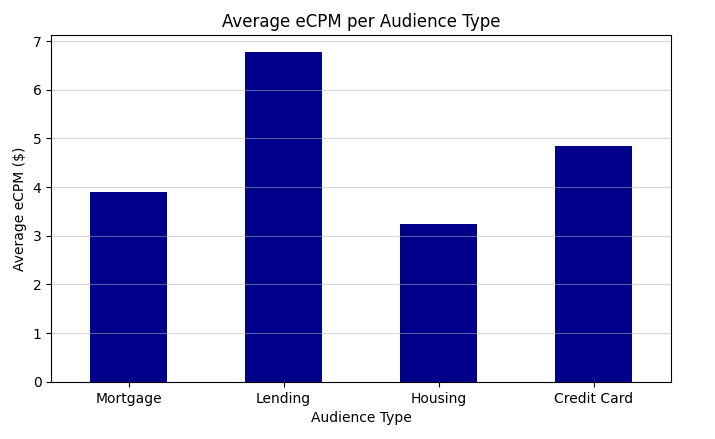 Average eCPM per Audience Type
7
6
5
4
3
2
1
0
Average eCPM ($)
Mortgage Lending Housing Credit Card
Audience Type